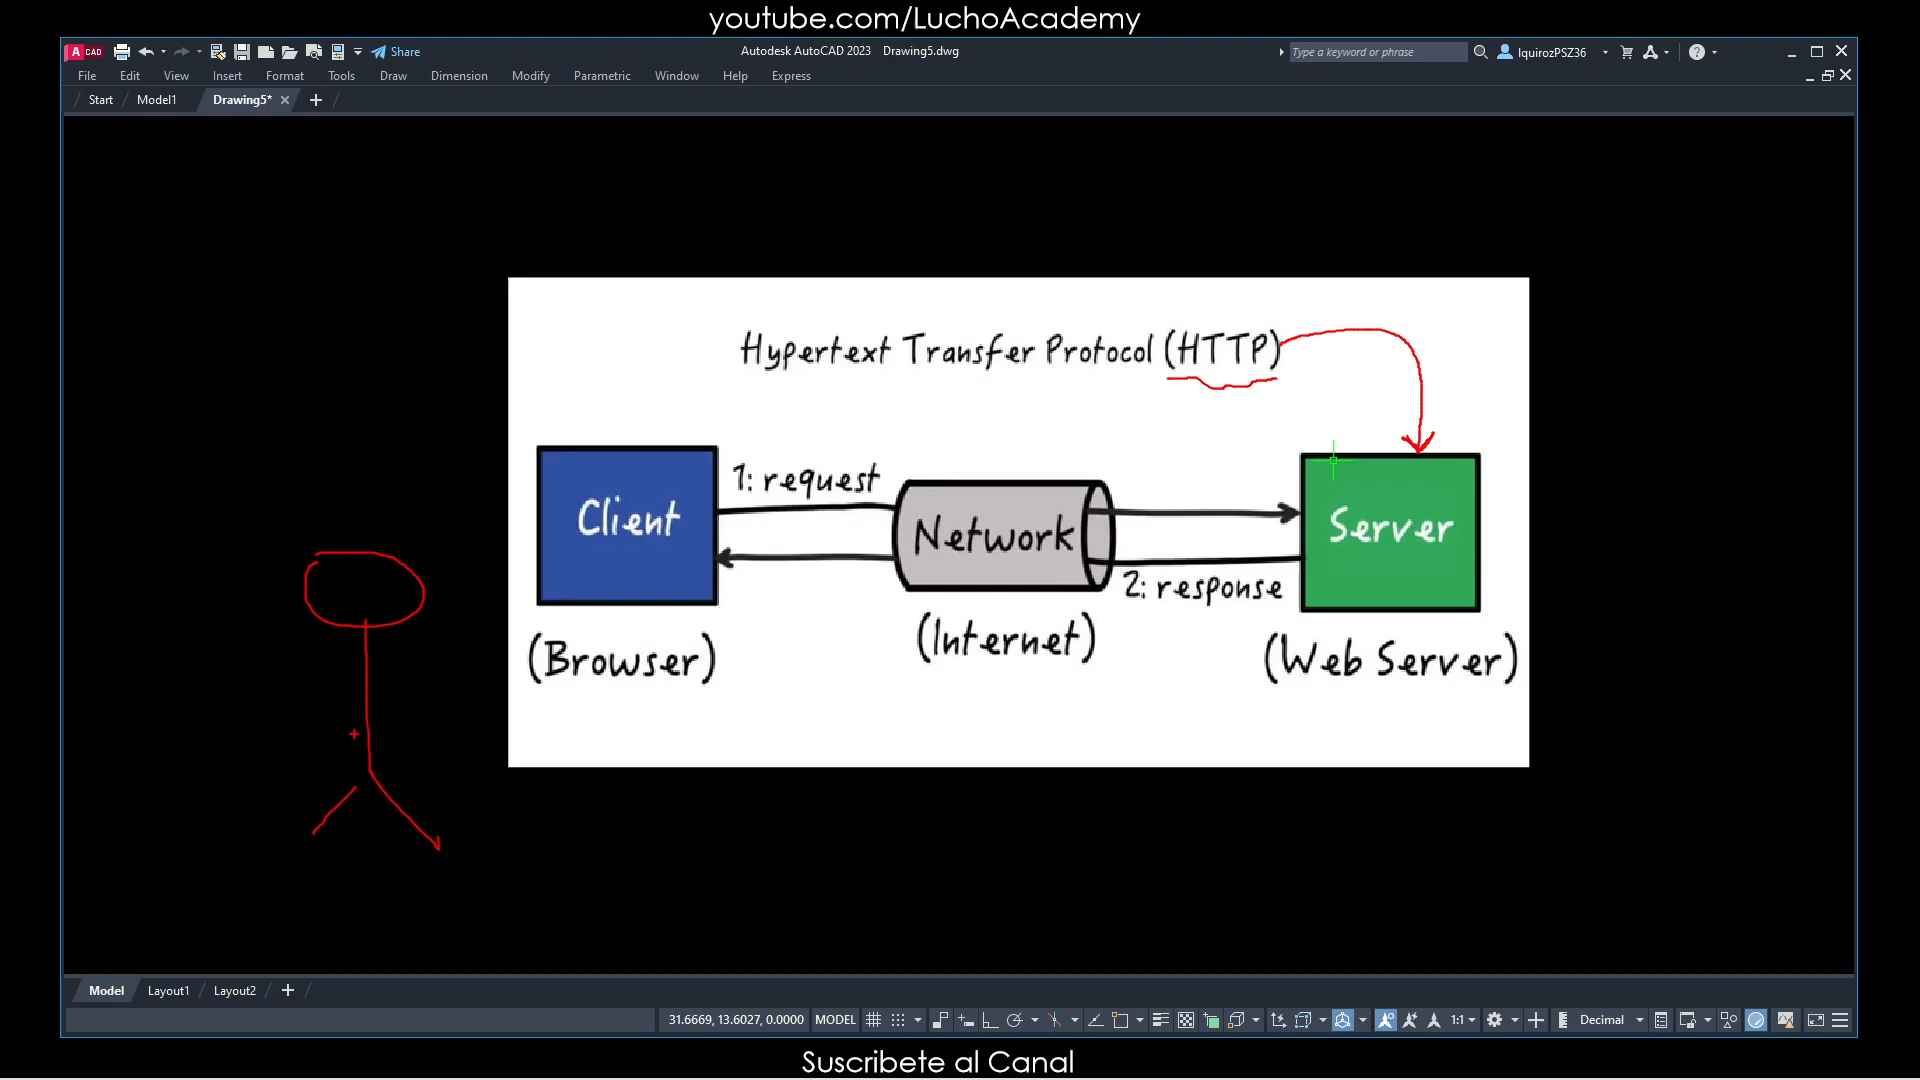 youtube.com/LuchoAcademy
A CAD Share Autodesk AutoCAD 2023 Drawing5.dwg Type a keyword or phrase lquirozPSZ36
File Edit View Insert Format Tools Draw Dimension Modify Parametric Window Help Express
Start Model1 Drawing5*
Hypertext Transfer Protocol (HTTP)
1: request
Client Network Server
2: response
(Browser) (Internet) (Web Server)
Model Layout1 Layout2
31.6669, 13.6027, 0.0000 MODEL 1:1 Decimal
Suscribete al Canal